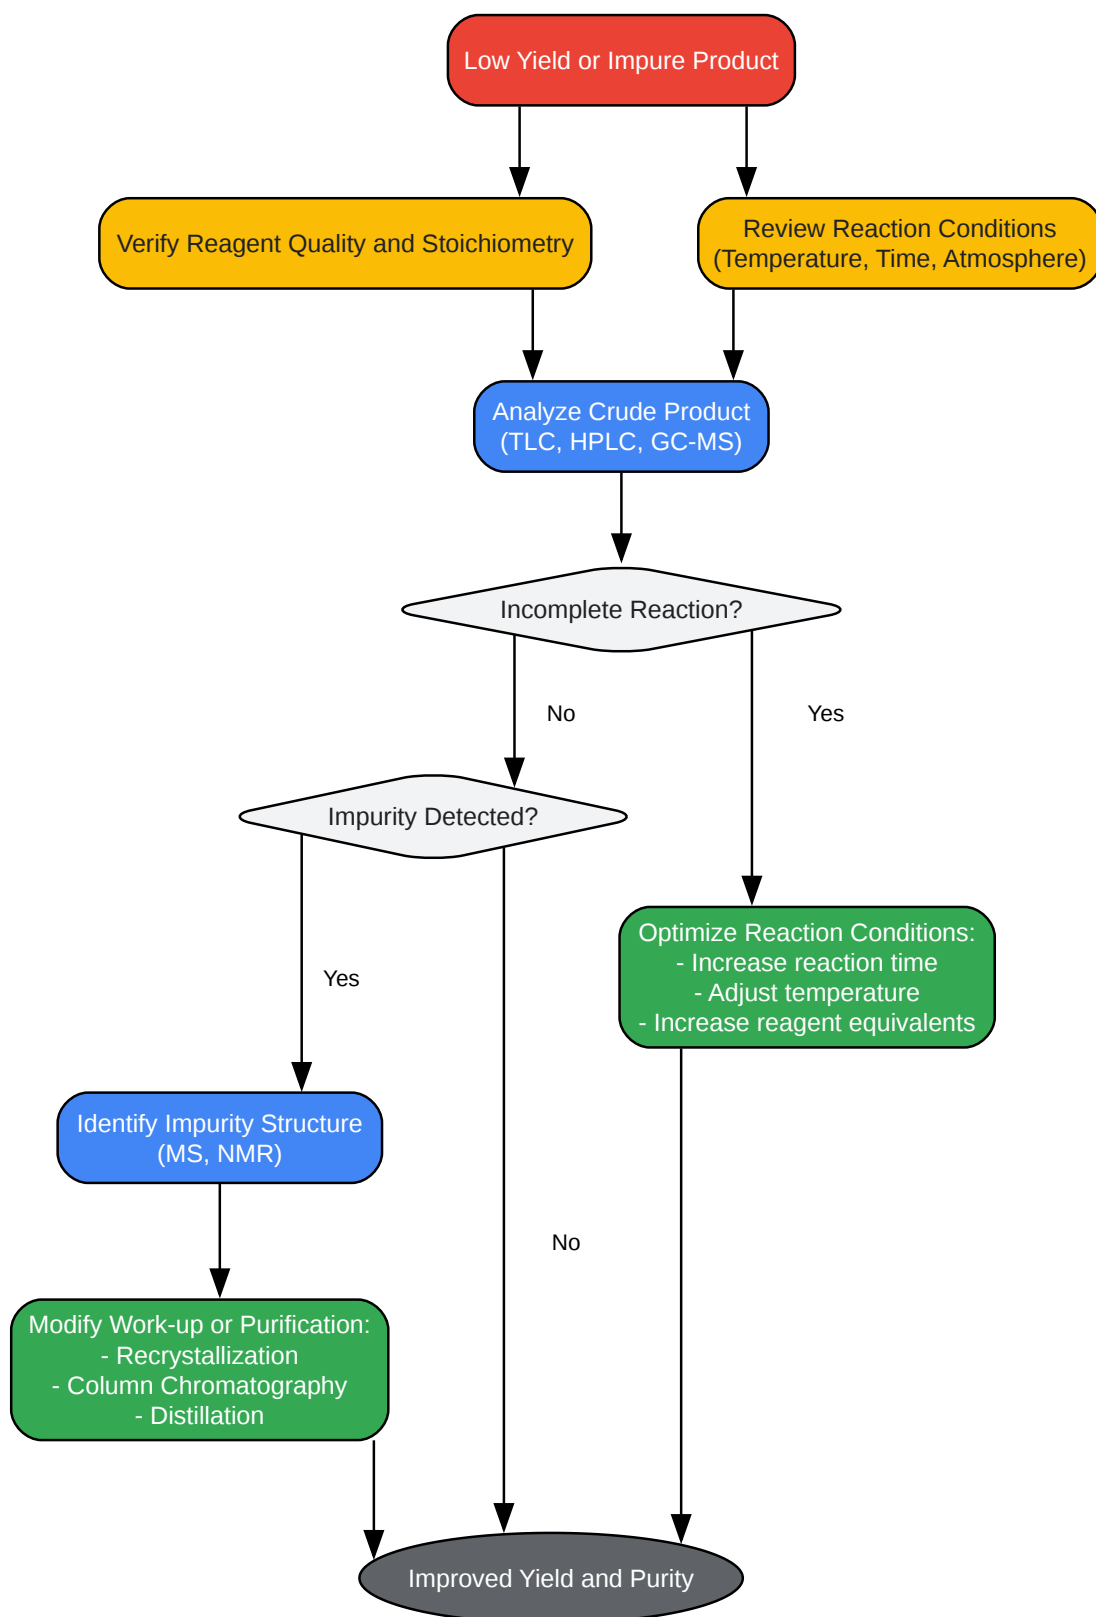 Low Yield or Impure Product
Verify Reagent Quality and Stoichiometry
Review Reaction Conditions
(Temperature, Time, Atmosphere)
Analyze Crude Product
(TLC, HPLC, GC-MS)
Incomplete Reaction?
No
Yes
Impurity Detected?
Optimize Reaction Conditions:
- Increase reaction time
- Adjust temperature
- Increase reagent equivalents
Yes
Identify Impurity Structure
(MS, NMR)
No
Modify Work-up or Purification:
- Recrystallization
- Column Chromatography
- Distillation
Improved Yield and Purity